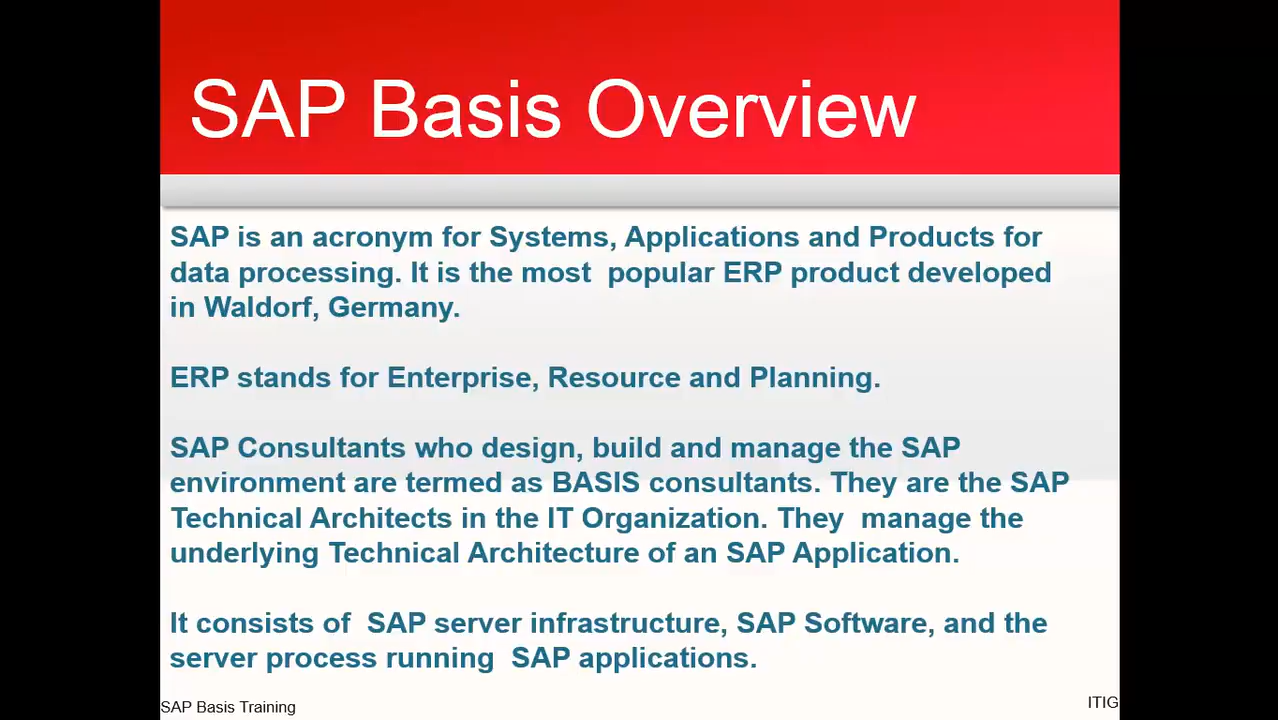 SAP Basis Overview
SAP is an acronym for Systems, Applications and Products for
data processing. It is the most popular ERP product developed
in Waldorf, Germany.
ERP stands for Enterprise, Resource and Planning.
SAP Consultants who design, build and manage the SAP
environment are termed as BASIS consultants. They are the SAP
Technical Architects in the IT Organization. They manage the
underlying Technical Architecture of an SAP Application.
It consists of SAP server infrastructure, SAP Software, and the
server process running SAP applications.
SAP Basis Training
ITIG